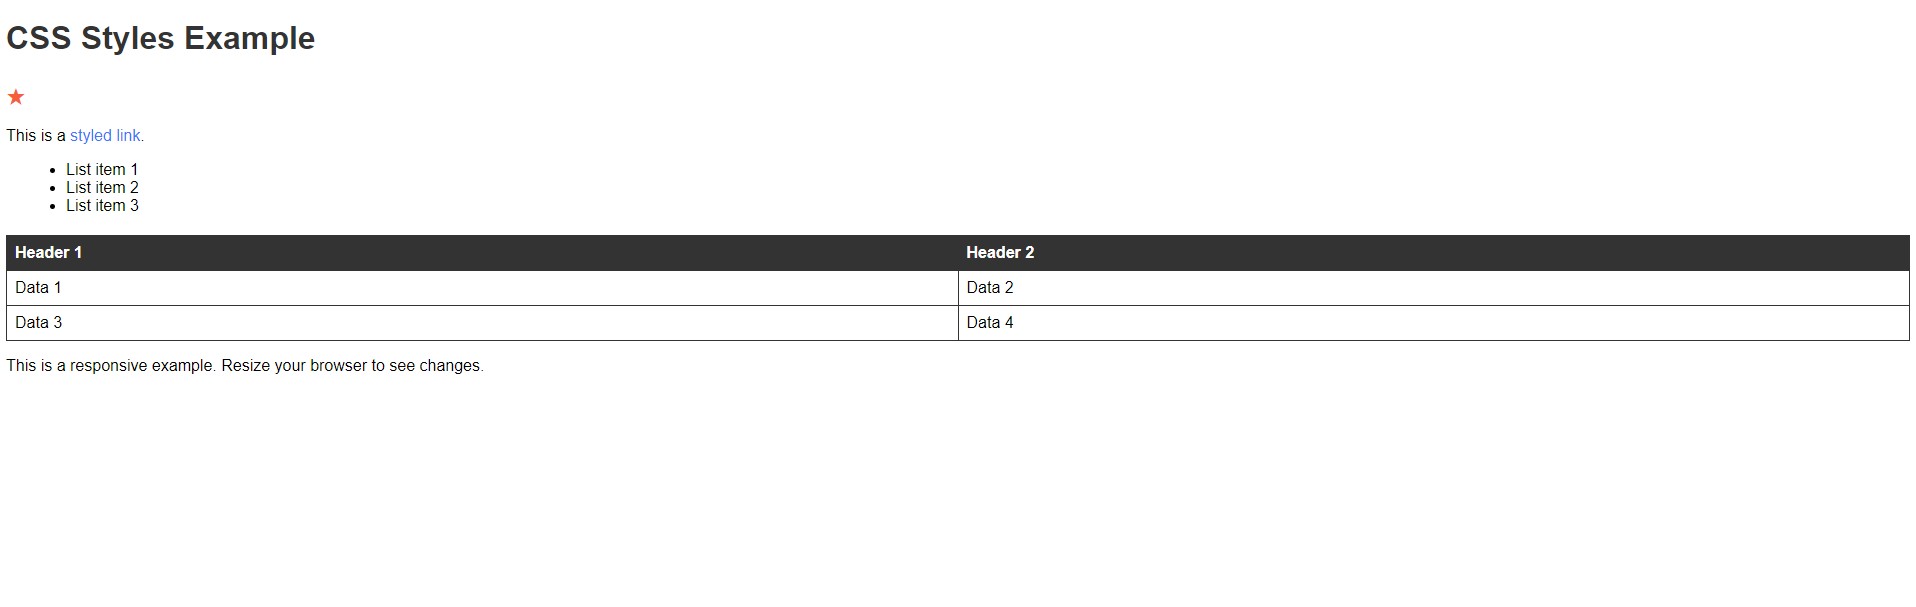 CSS Styles Example
★
This is a styled link.
• List item 1
• List item 2
• List item 3
Header 1 Header 2
Data 1 Data 2
Data 3 Data 4
This is a responsive example. Resize your browser to see changes.